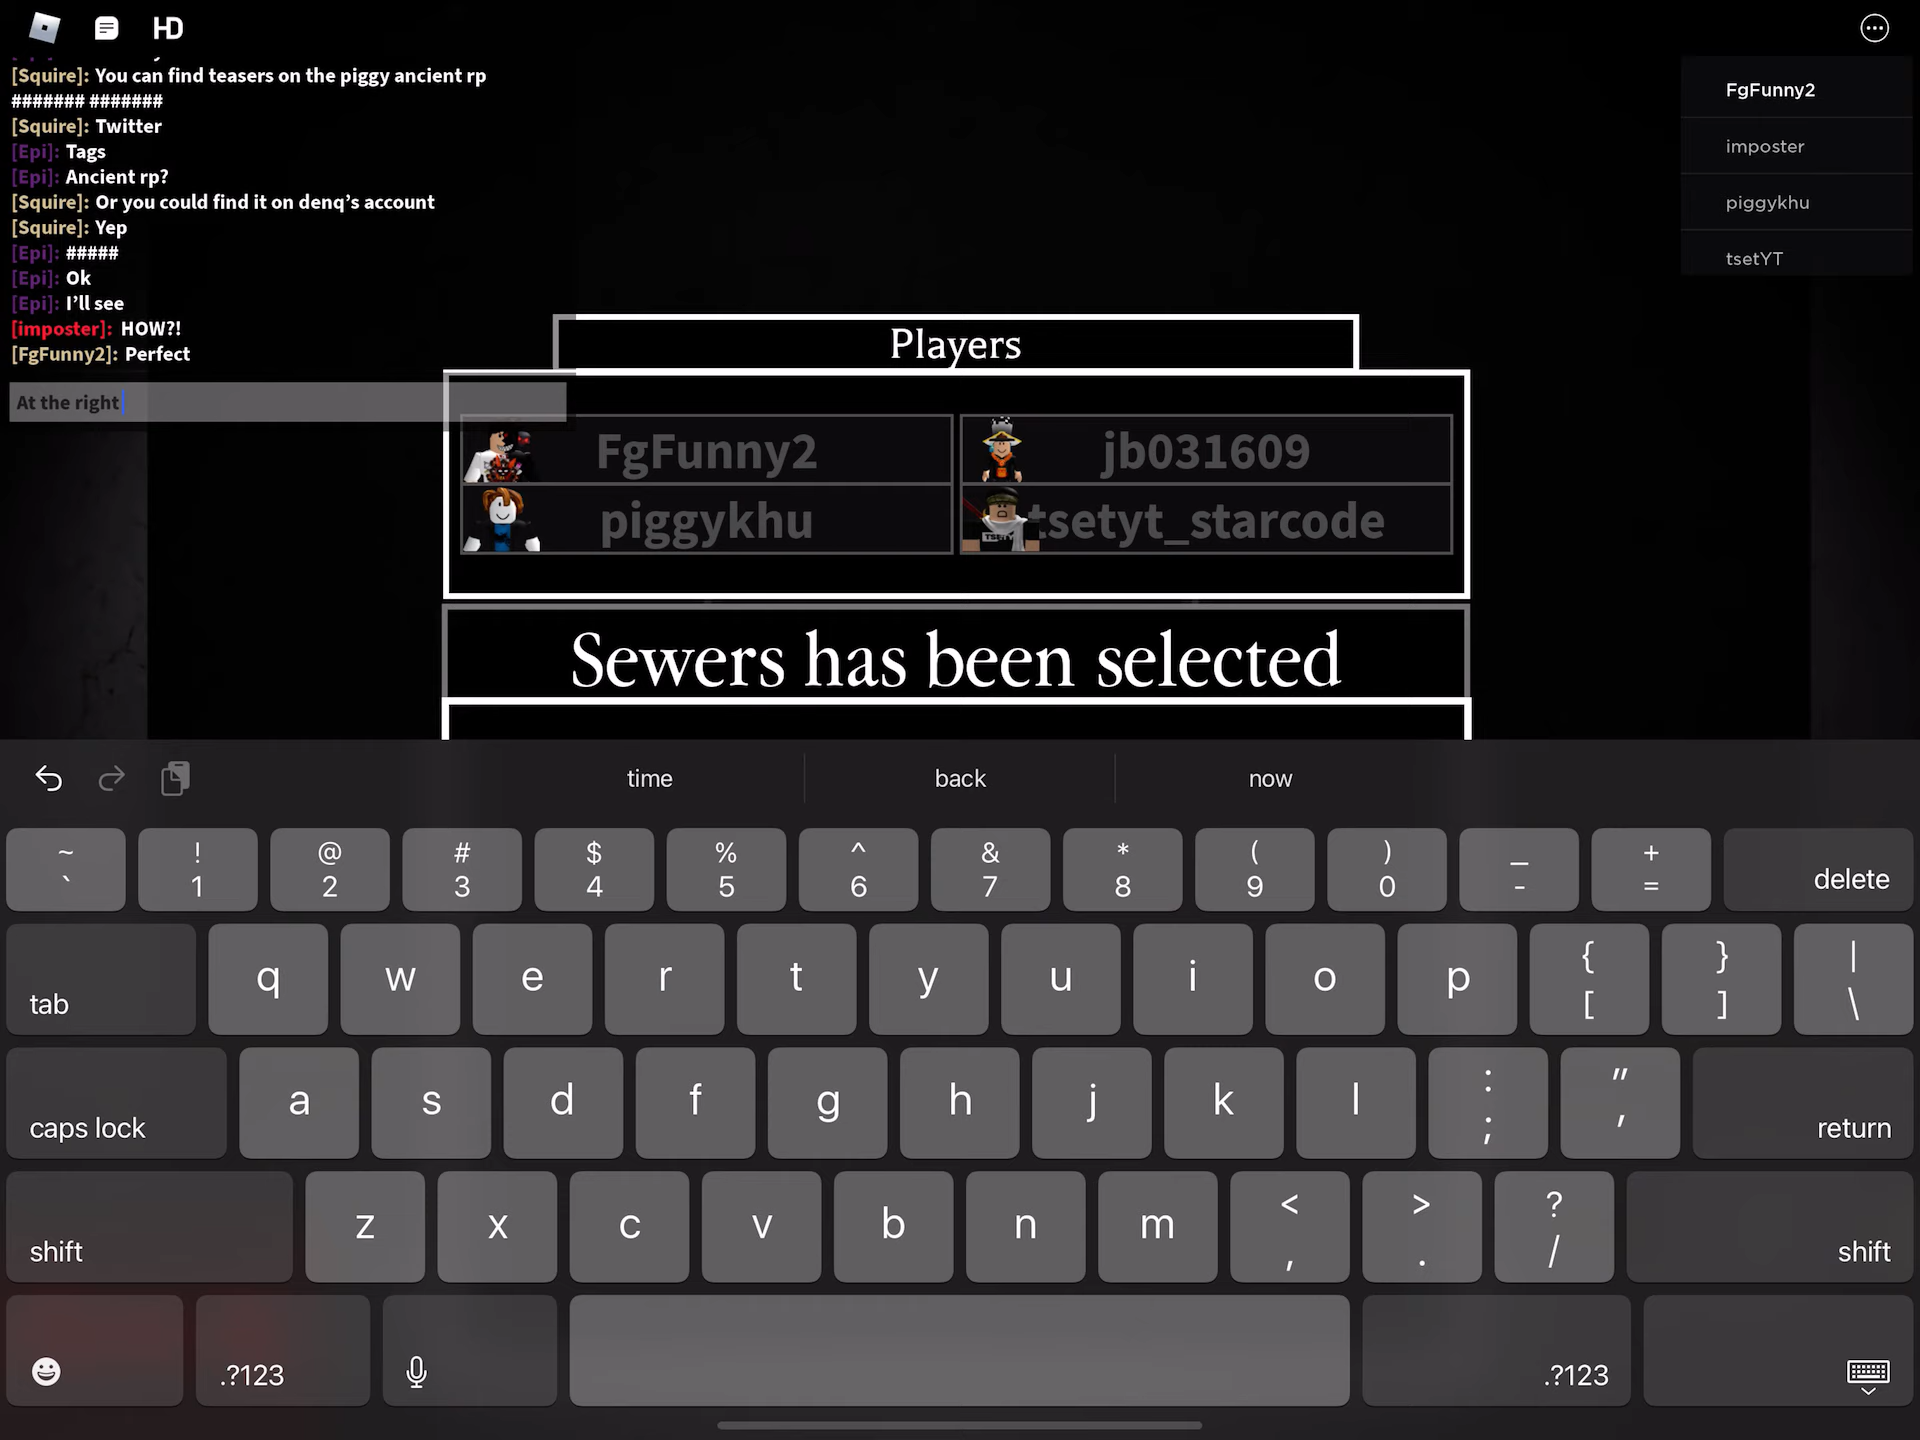 HD
[Squire]: You can find teasers on the piggy ancient rp
####### #######
[Squire]: Twitter
[Epi]: Tags
[Epi]: Ancient rp?
[Squire]: Or you could find it on denq’s account
[Squire]: Yep
[Epi]: #####
[Epi]: Ok
[Epi]: I’ll see
[imposter]: HOW?!
[FgFunny2]: Perfect
At the right
FgFunny2
imposter
piggykhu
tsetYT
Players
FgFunny2 jb031609
piggykhu tsetyt_starcode
Sewers has been selected
time back now
~ ! @ # $ % ^ & * ( ) _ +
` 1 2 3 4 5 6 7 8 9 0 - = delete
tab q w e r t y u i o p { [ } ] | \
caps lock a s d f g h j k l : ; " ' return
shift z x c v b n m < , > . ? / shift
.?123 .?123